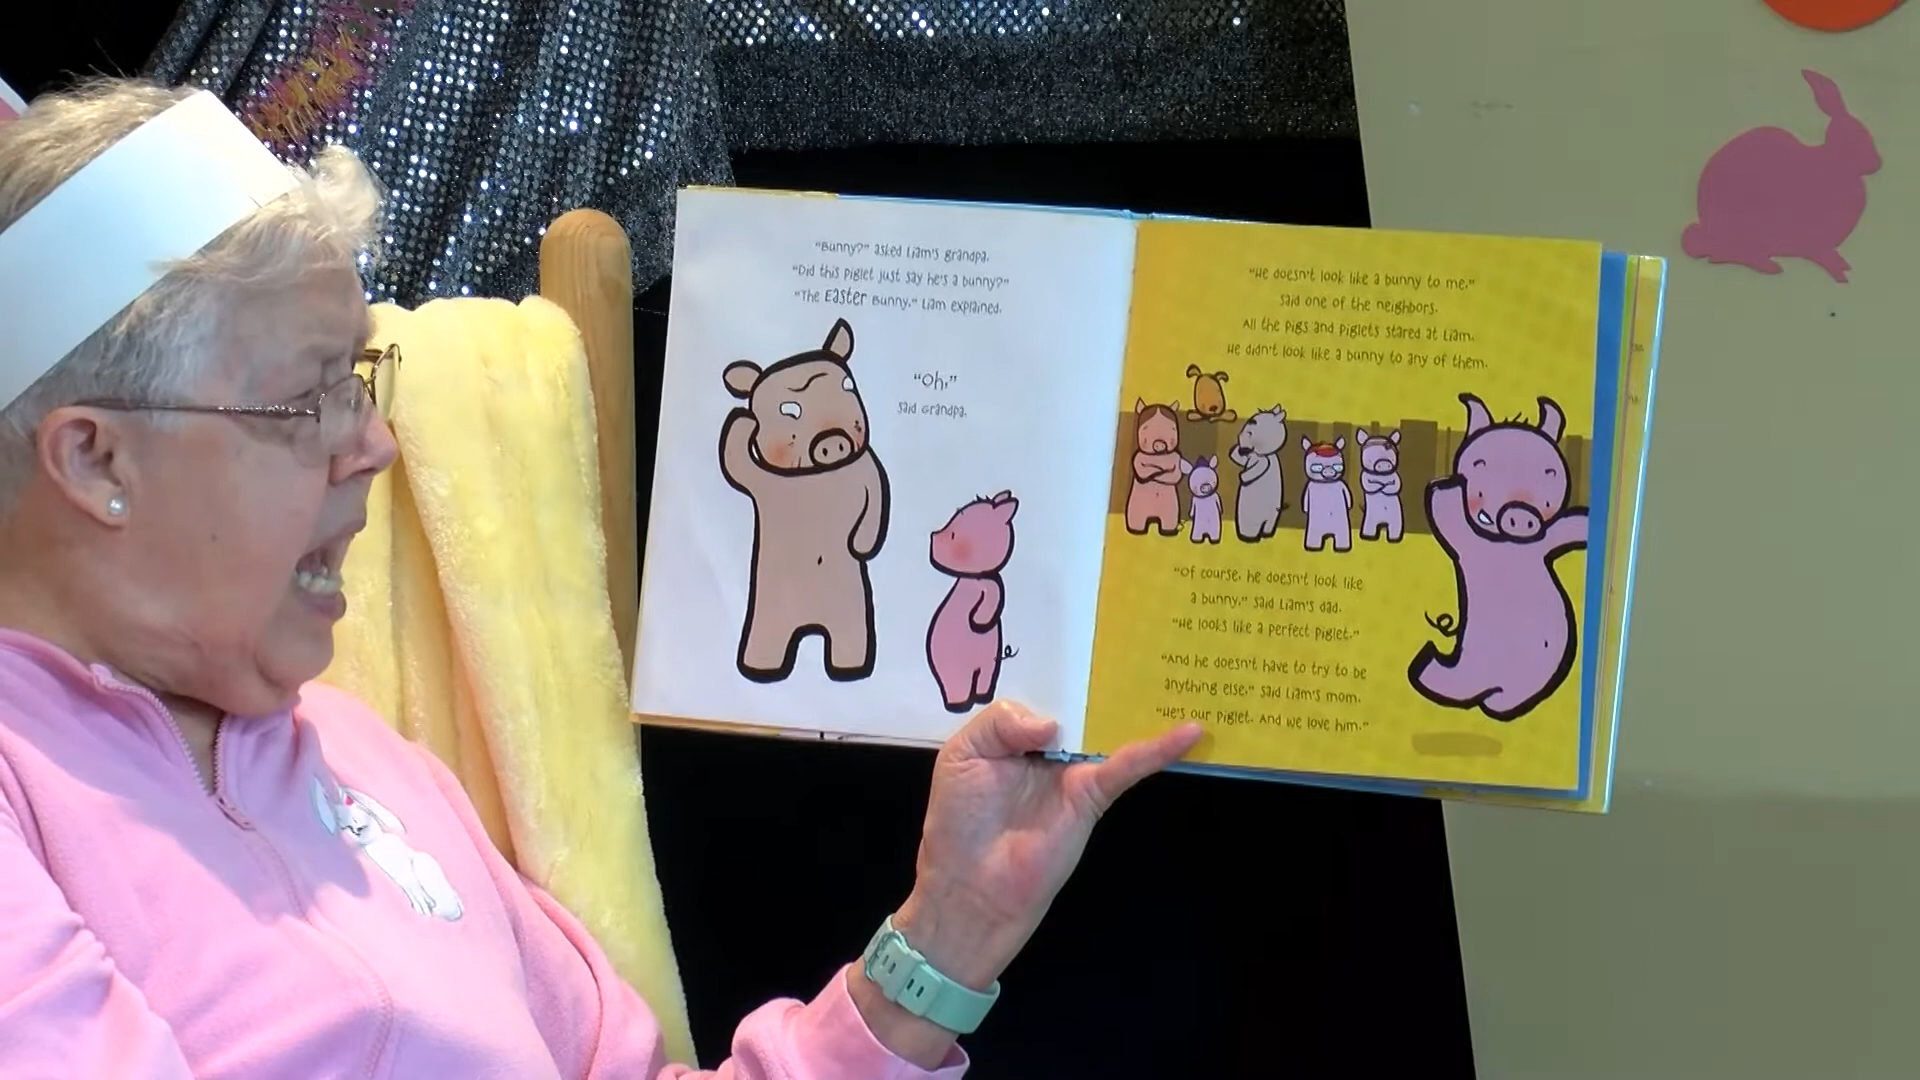 "Bunny?" asked Liam's grandpa.
"Did this piglet just say he's a bunny?"
"The Easter Bunny," Liam explained.
"Oh,"
said Grandpa.
"He doesn't look like a bunny to me,"
said one of the neighbors.
All the pigs and piglets stared at Liam.
He didn't look like a bunny to any of them.
"Of course, he doesn't look like
a bunny," said Liam's dad.
"He looks like a perfect piglet."
"And he doesn't have to try to be
anything else," said Liam's mom.
"He's our piglet. And we love him."